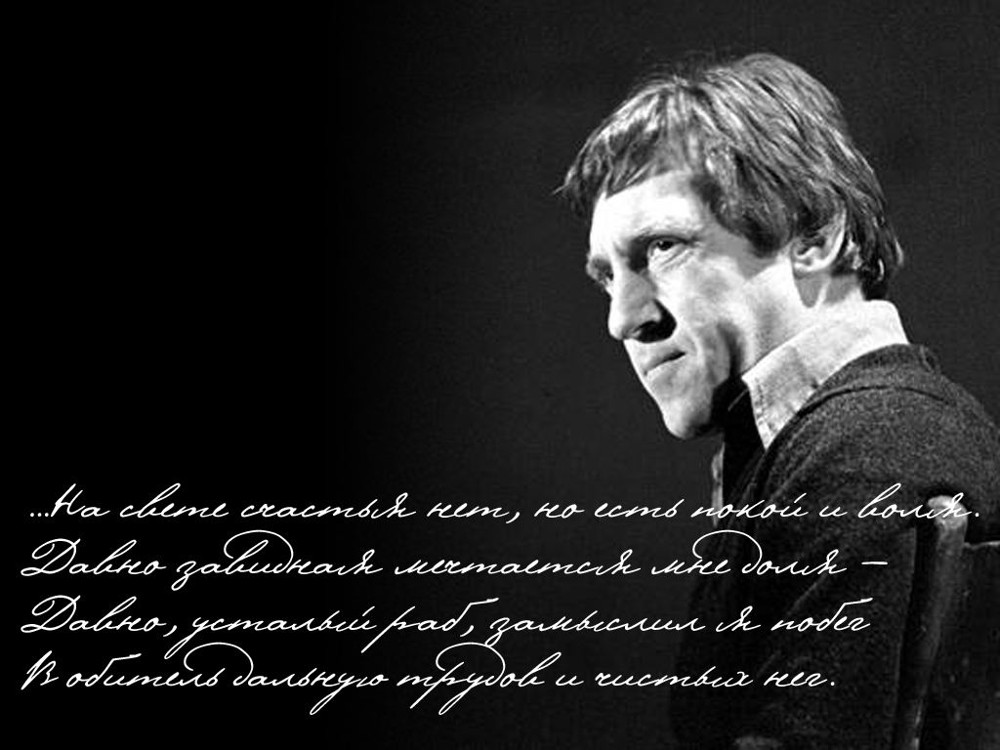 ...На свете счастья нет, но есть покой и воля.
Давно завидная мечтается мне доля –
Давно, усталый раб, замыслил я побег
В обитель дальную трудов и чистых нег.